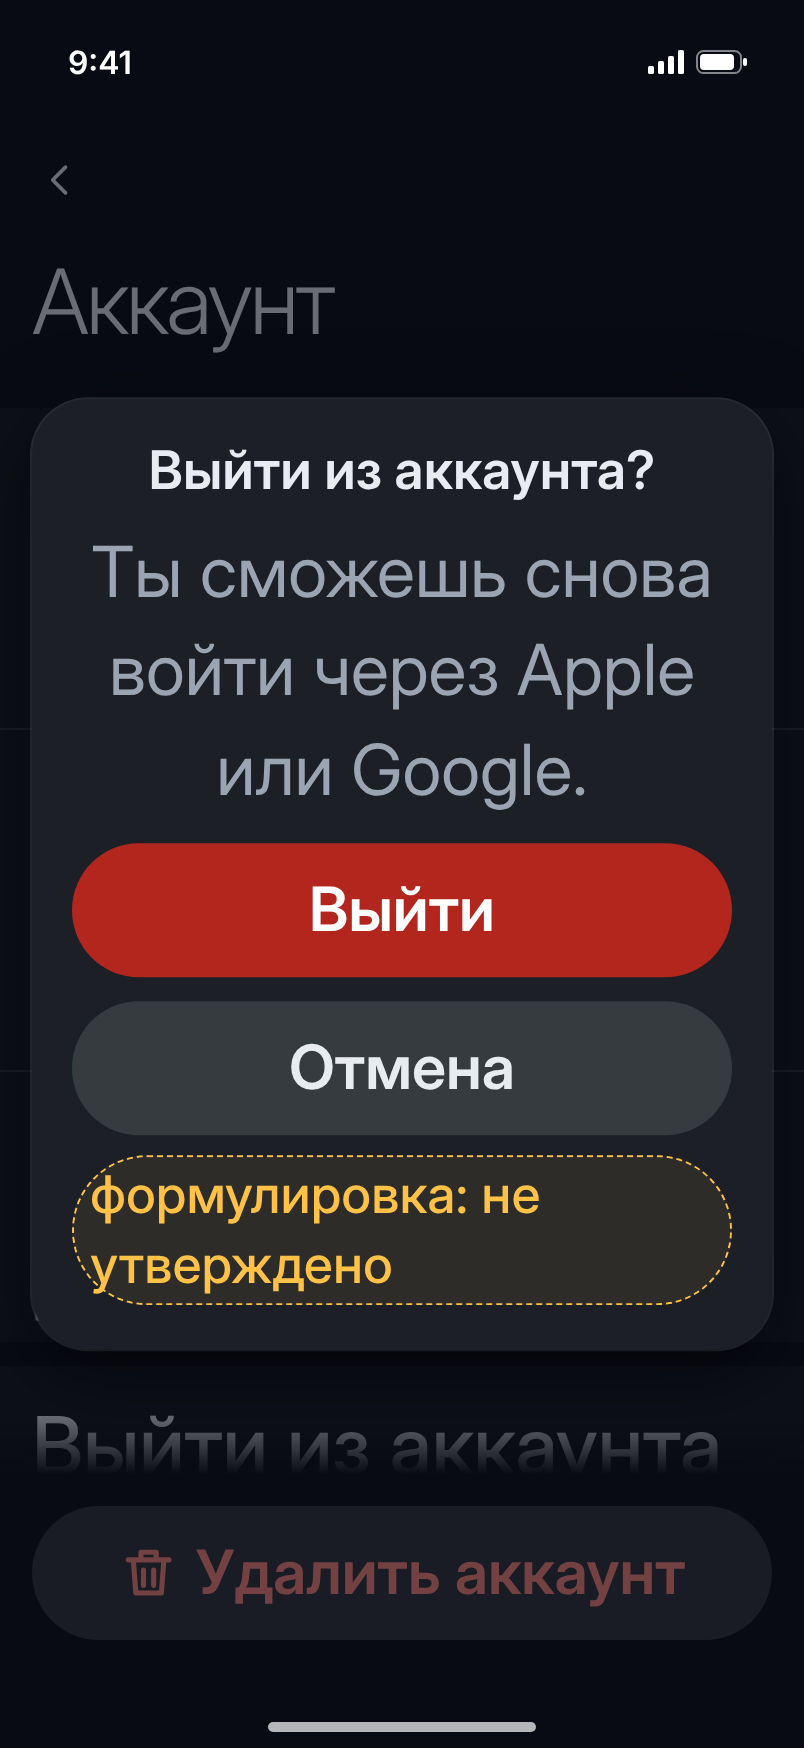 9:41
Аккаунт
Выйти из аккаунта?
Ты сможешь снова
войти через Apple
или Google.
Выйти
Отмена
формулировка: не
утверждено
Выйти из аккаунта
Удалить аккаунт